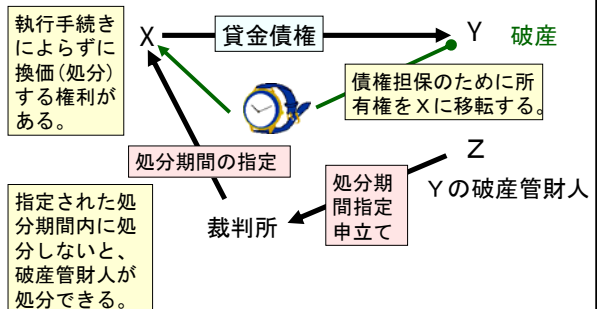 執行手続き
によらずに
換価(処分)
する権利が
ある。
X
貸金債権
Y
破産
債権担保のために所
有権をXに移転する。
処分期間の指定
Z
Yの破産管財人
処分期
間指定
申立て
裁判所
指定された処
分期間内に処
分しないと、
破産管財人が
処分できる。